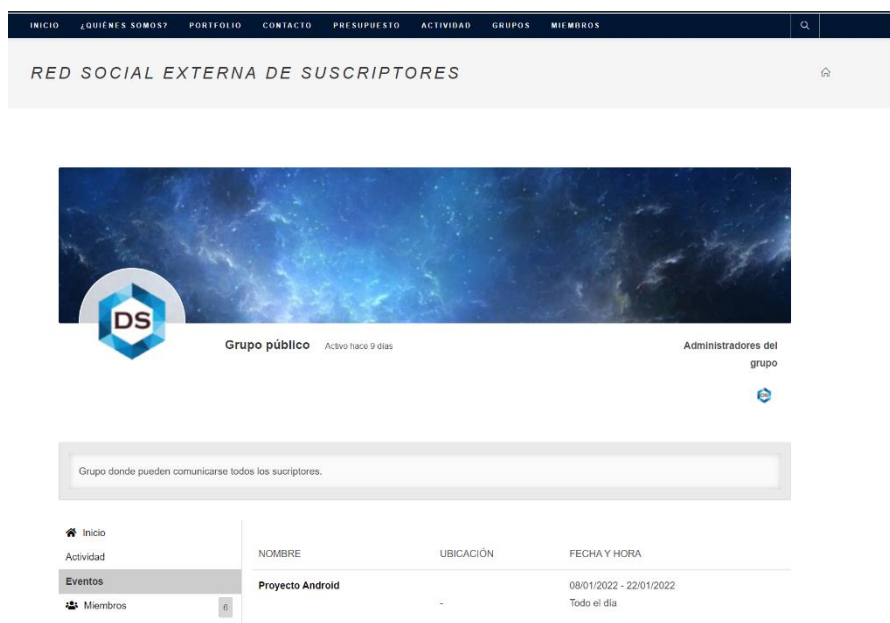 INICIO ¿QUIÉNES SOMOS? PORTFOLIO CONTACTO PRESUPUESTO ACTIVIDAD GRUPOS MIEMBROS
RED SOCIAL EXTERNA DE SUSCRIPTORES
DS
Grupo público Activo hace 9 días
Administradores del
grupo
DS
Grupo donde pueden comunicarse todos los sucriptores.
Inicio
Actividad
Eventos
Miembros 6
NOMBRE UBICACIÓN FECHA Y HORA
Proyecto Android 08/01/2022 - 22/01/2022
- Todo el día